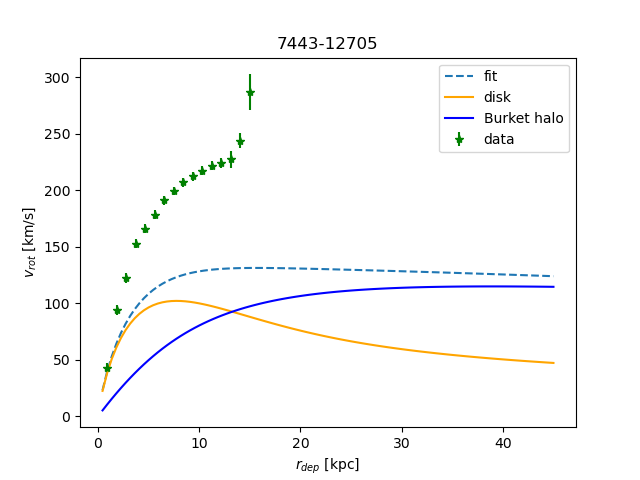 7443-12705
300
250
200
150
100
50
0
v_rot [km/s]
fit
disk
Burket halo
data
0 10 20 30 40
r_dep [kpc]